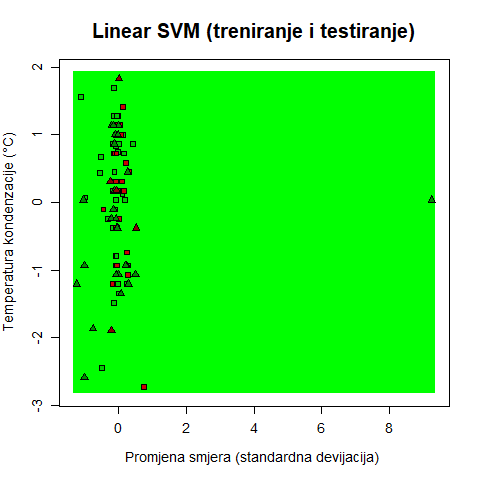 Linear SVM (treniranje i testiranje)
Temperatura kondenzacije (°C)
2
1
0
-1
-2
-3
0 2 4 6 8
Promjena smjera (standardna devijacija)